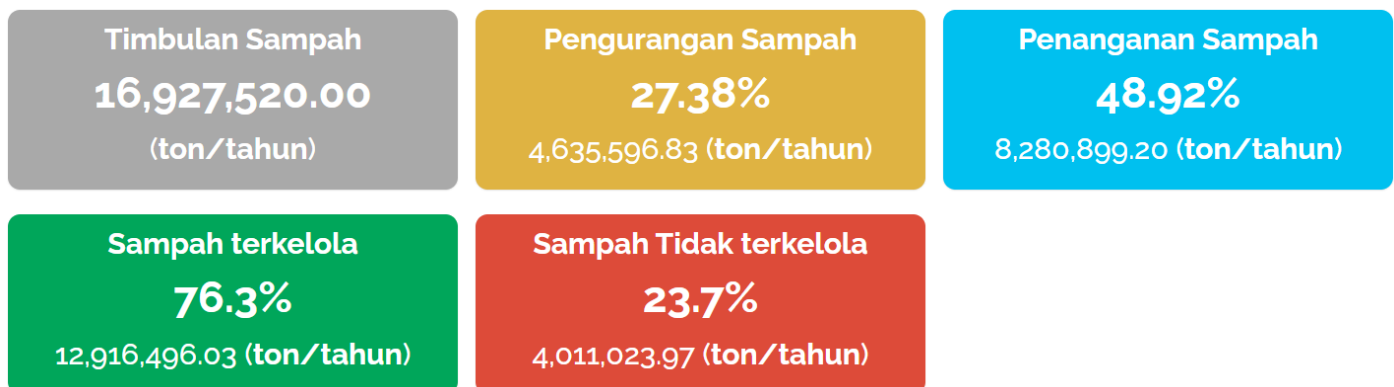 Timbulan Sampah
16,927,520.00
(ton/tahun)
Pengurangan Sampah
27.38%
4,635,596.83 (ton/tahun)
Penanganan Sampah
48.92%
8,280,899.20 (ton/tahun)
Sampah terkelola
76.3%
12,916,496.03 (ton/tahun)
Sampah Tidak terkelola
23.7%
4,011,023.97 (ton/tahun)